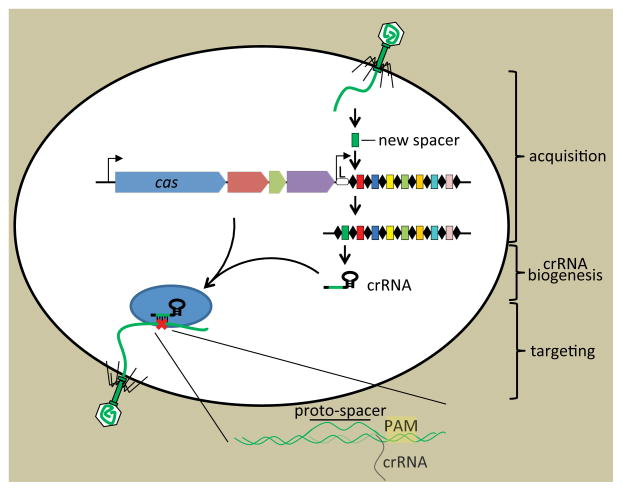 new spacer
acquisition
cas
L
crRNA
biogenesis
crRNA
targeting
proto-spacer
PAM
crRNA